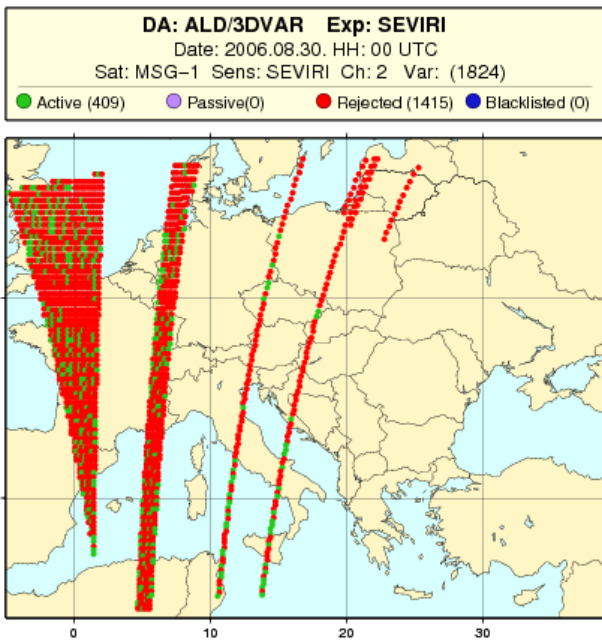 DA: ALD/3DVAR Exp: SEVIRI
Date: 2006.08.30. HH: 00 UTC
Sat: MSG-1 Sens: SEVIRI Ch: 2 Var: (1824)
Active (409) Passive(0) Rejected (1415) Blacklisted (0)
0 10 20 30